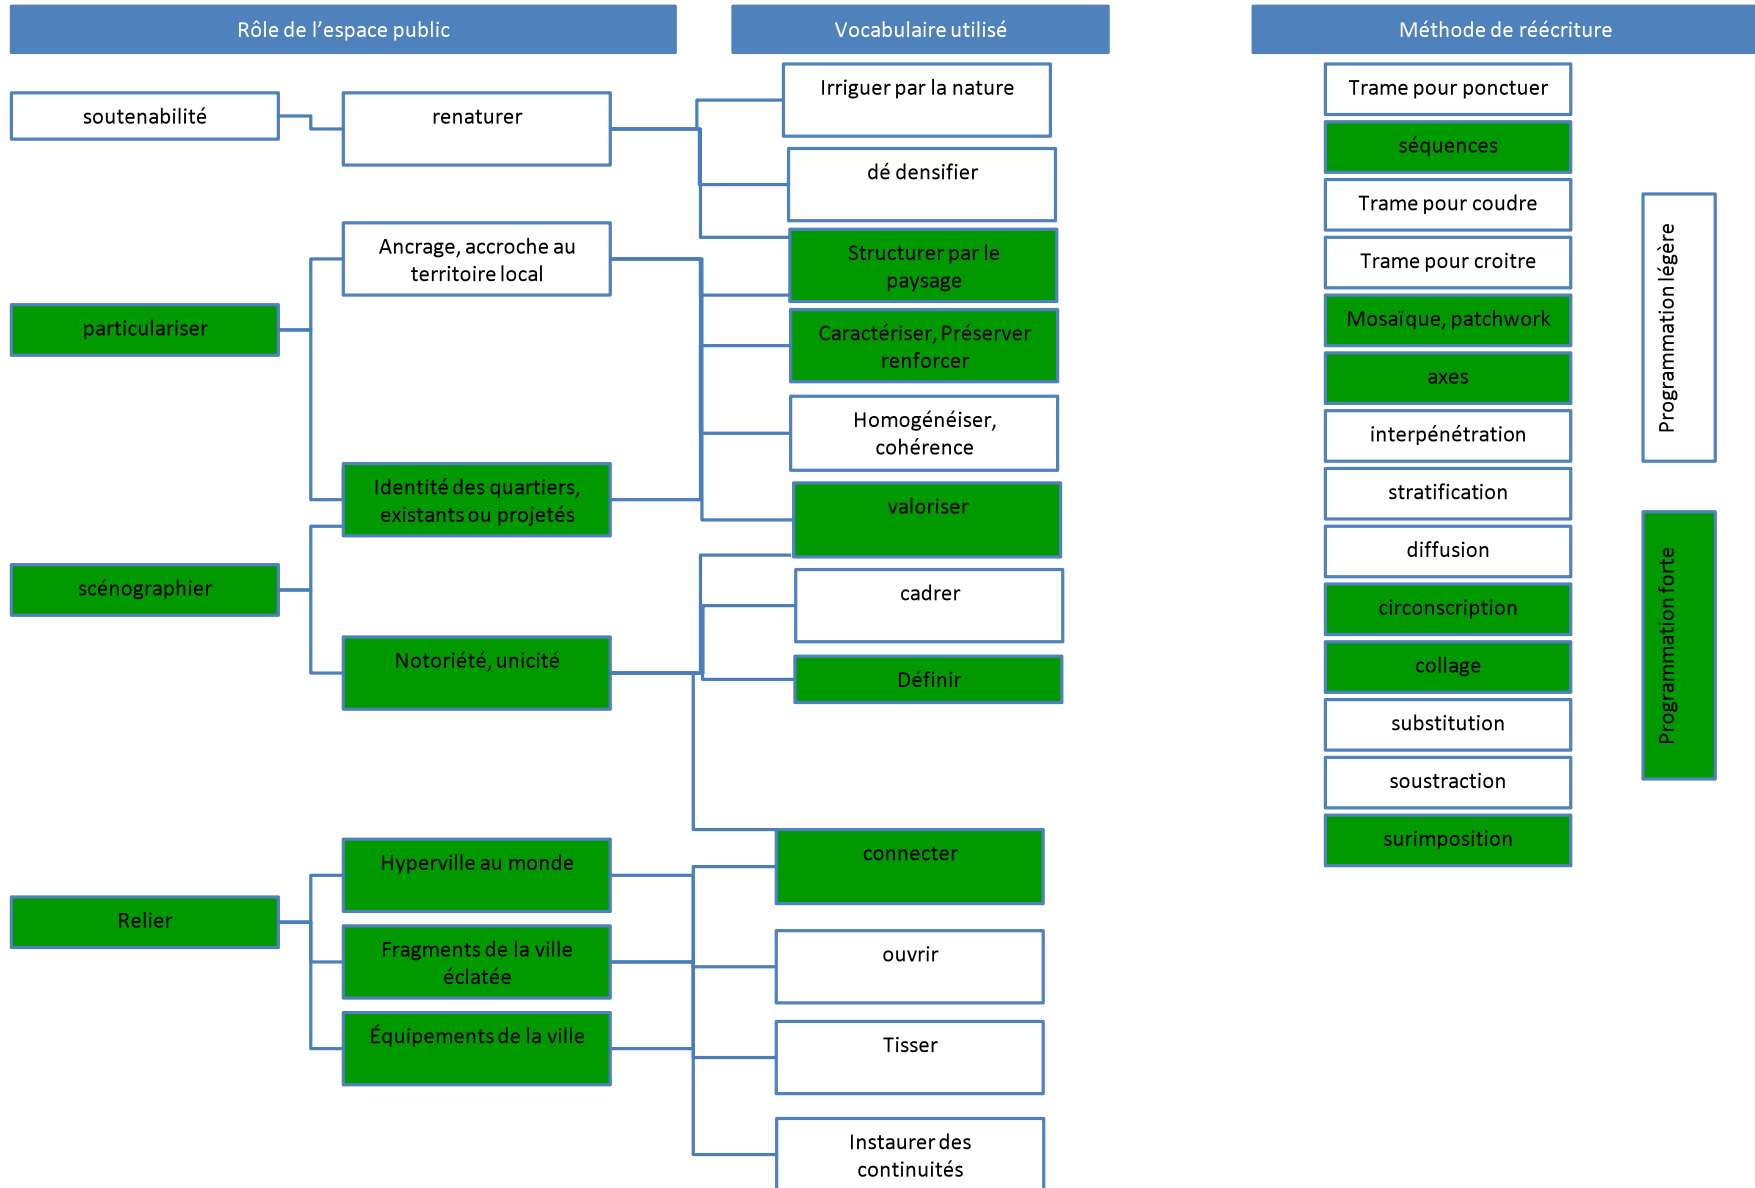 Rôle de l'espace public
Vocabulaire utilisé
Méthode de réécriture
soutenabilité
renaturer
particulariser
Ancrage, accroche au
territoire local
Identité des quartiers,
existants ou projetés
scénographier
Notoriété, unicité
Relier
Hyperville au monde
Fragments de la ville
éclatée
Équipements de la ville
Irriguer par la nature
dé densifier
Structurer par le
paysage
Caractériser, Préserver
renforcer
Homogénéiser,
cohérence
valoriser
cadrer
Définir
connecter
ouvrir
Tisser
Instaurer des
continuités
Trame pour ponctuer
séquences
Trame pour coudre
Trame pour croitre
Mosaïque, patchwork
axes
interpénétration
stratification
diffusion
circonscription
collage
substitution
soustraction
surimposition
Programmation légère
Programmation forte